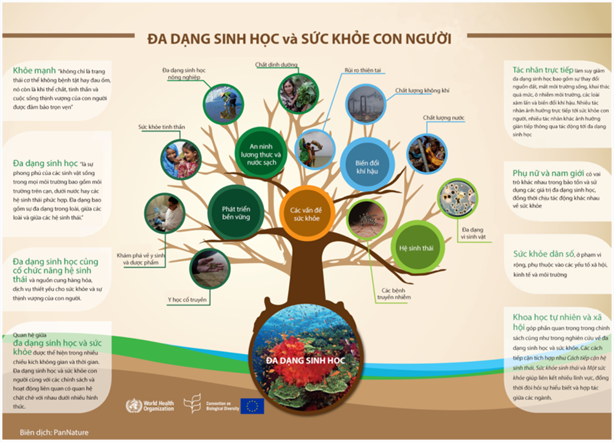 ĐA DẠNG SINH HỌC và SỨC KHỎE CON NGƯỜI
Khỏe mạnh "không chỉ là trạng
thái cơ thể không bệnh tật hay đau ốm,
nó còn là khi thể chất, tinh thần và
cuộc sống thịnh vượng của con người
được đảm bảo trọn vẹn"
Đa dạng sinh học "là sự
phong phú của các sinh vật sống
trong mọi môi trường bao gồm môi
trường trên cạn, dưới nước hay các
hệ sinh thái phức hợp. Đa dạng bao
gồm sự đa dạng trong loài, giữa các
loài và giữa các hệ sinh thái."
Đa dạng sinh học củng
cố chức năng hệ sinh
thái và nguồn cung hàng hóa,
dịch vụ thiết yếu cho sức khỏe và sự
thịnh vượng của con người.
Quan hệ giữa
đa dạng sinh học và sức
khỏe được thể hiện trong nhiều
chiều kích không gian và thời gian.
Đa dạng sinh học và sức khỏe con
người cùng với các chính sách và
hoạt động liên quan có quan hệ
chặt chẽ với nhau dưới nhiều hình
thức.
Đa dạng sinh học
nông nghiệp
Chất dinh dưỡng
Rủi ro thiên tai
Chất lượng không khí
Chất lượng nước
Sức khỏe tinh thần
An ninh
lương thực và
nước sạch
Biến đổi
khí hậu
Phát triển
bền vững
Các vấn đề
sức khỏe
Hệ sinh thái
Đa dạng
vi sinh vật
Khám phá về y sinh
và dược phẩm
Y học cổ truyền
Các bệnh
truyền nhiễm
ĐA DẠNG SINH HỌC
Tác nhân trực tiếp làm suy giảm
đa dạng sinh học bao gồm sự thay đổi
nguồn đất, mất môi trường sống, khai thác
quá mức, ô nhiễm môi trường, các loài
xâm lấn và biến đổi khí hậu. Nhiều tác
nhân ảnh hưởng trực tiếp tới sức khỏe con
người, nhiều tác nhân khác ảnh hưởng
gián tiếp thông qua tác động tới đa dạng
sinh học.
Phụ nữ và nam giới có vai
trò khác nhau trong bảo tồn và sử
dụng các giá trị đa dạng sinh học,
đồng thời chịu tác động khác nhau
về sức khỏe
Sức khỏe dân số, ở phạm vi
rộng, phụ thuộc vào các yếu tố xã hội,
kinh tế và môi trường
Khoa học tự nhiên và xã
hội góp phần quan trọng trong chính
sách cũng như trong nghiên cứu về đa
dạng sinh học và sức khỏe. Các cách
tiếp cận tích hợp như Cách tiếp cận hệ
sinh thái, Sức khỏe sinh thái và Một sức
khỏe giúp liên kết nhiều lĩnh vực, đồng
thời đòi hỏi sự hiểu biết và hợp tác
giữa các ngành.
World Health
Organization
Convention on
Biological Diversity
Biên dịch: PanNature